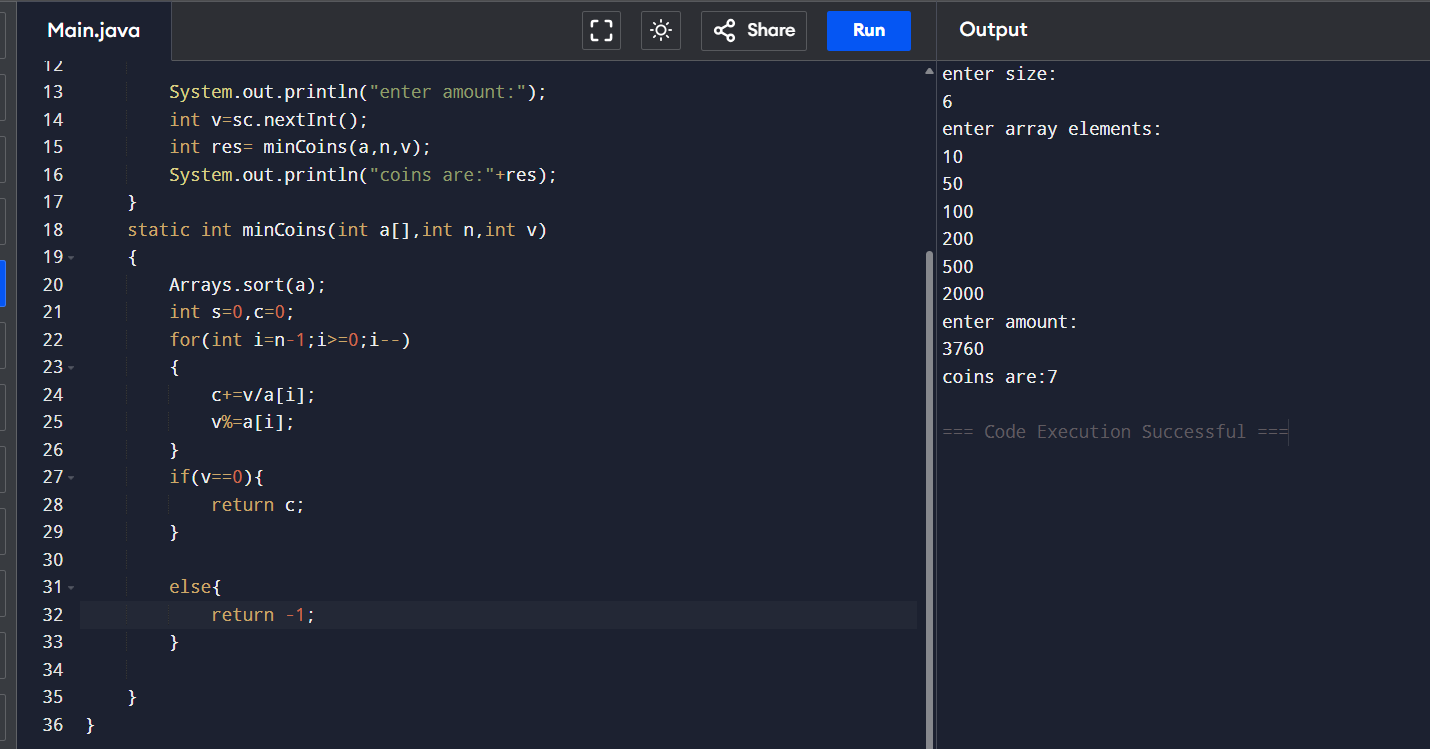 Main.java
Share
Run
Output
12
13 System.out.println("enter amount:");
14 int v=sc.nextInt();
15 int res= minCoins(a,n,v);
16 System.out.println("coins are:"+res);
17 }
18 static int minCoins(int a[],int n,int v)
19 {
20 Arrays.sort(a);
21 int s=0,c=0;
22 for(int i=n-1;i>=0;i--)
23 {
24 c+=v/a[i];
25 v%=a[i];
26 }
27 if(v==0){
28 return c;
29 }
30
31 else{
32 return -1;
33 }
34
35 }
36 }
enter size:
6
enter array elements:
10
50
100
200
500
2000
enter amount:
3760
coins are:7
=== Code Execution Successful ===